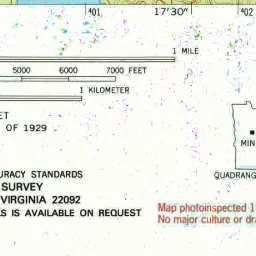 401 17'30" 402
1 MILE
5000 6000 7000 FEET
1 KILOMETER
OF 1929
MIN
URACY STANDARDS
SURVEY
QUADRANG
VIRGINIA 22092
S IS AVAILABLE ON REQUEST
Map photoinspected 1
No major culture or dra